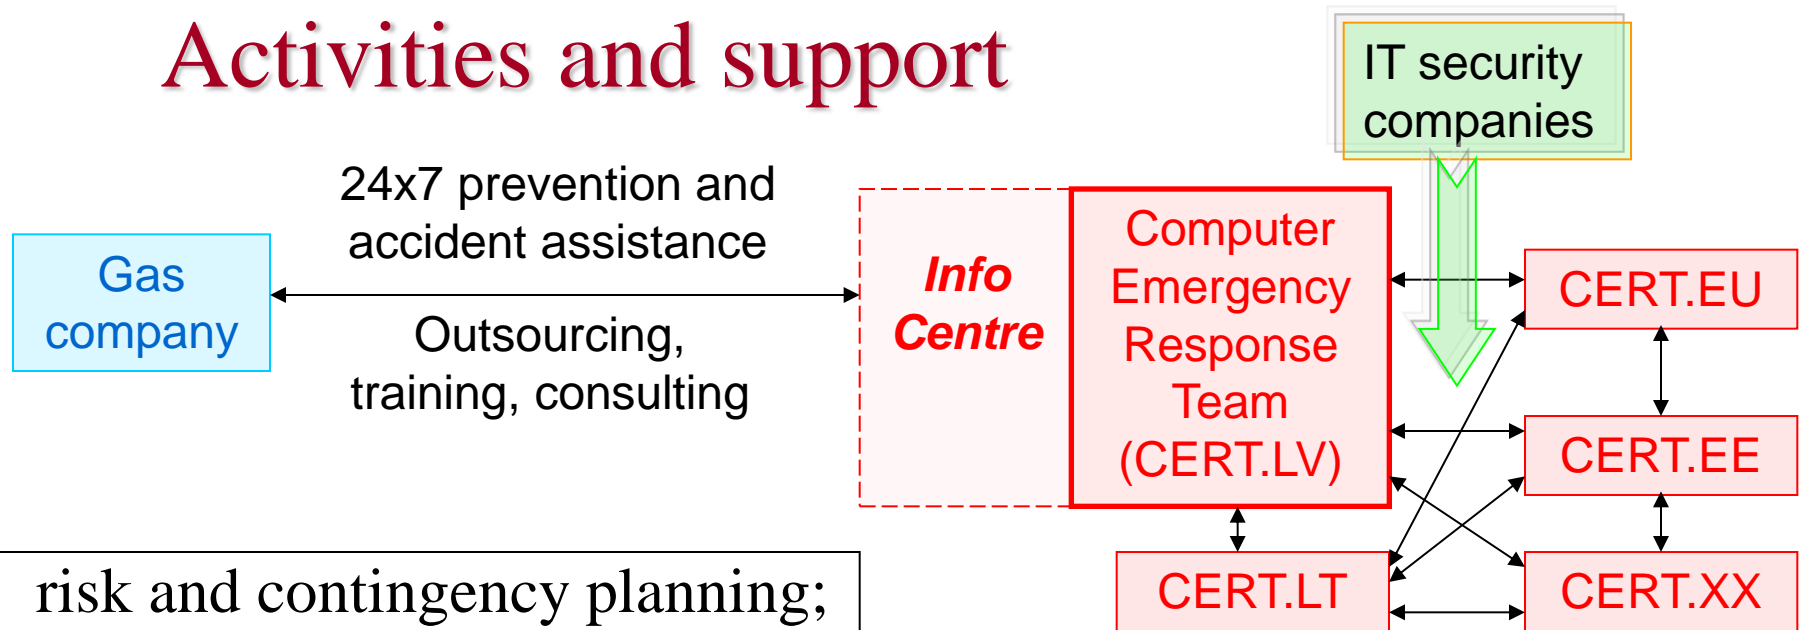 Activities and support
IT security
companies
24x7 prevention and
accident assistance
Gas
company
Outsourcing,
training, consulting
Info
Centre
Computer
Emergency
Response
Team
(CERT.LV)
CERT.EU
CERT.EE
CERT.LT
CERT.XX
risk and contingency planning;